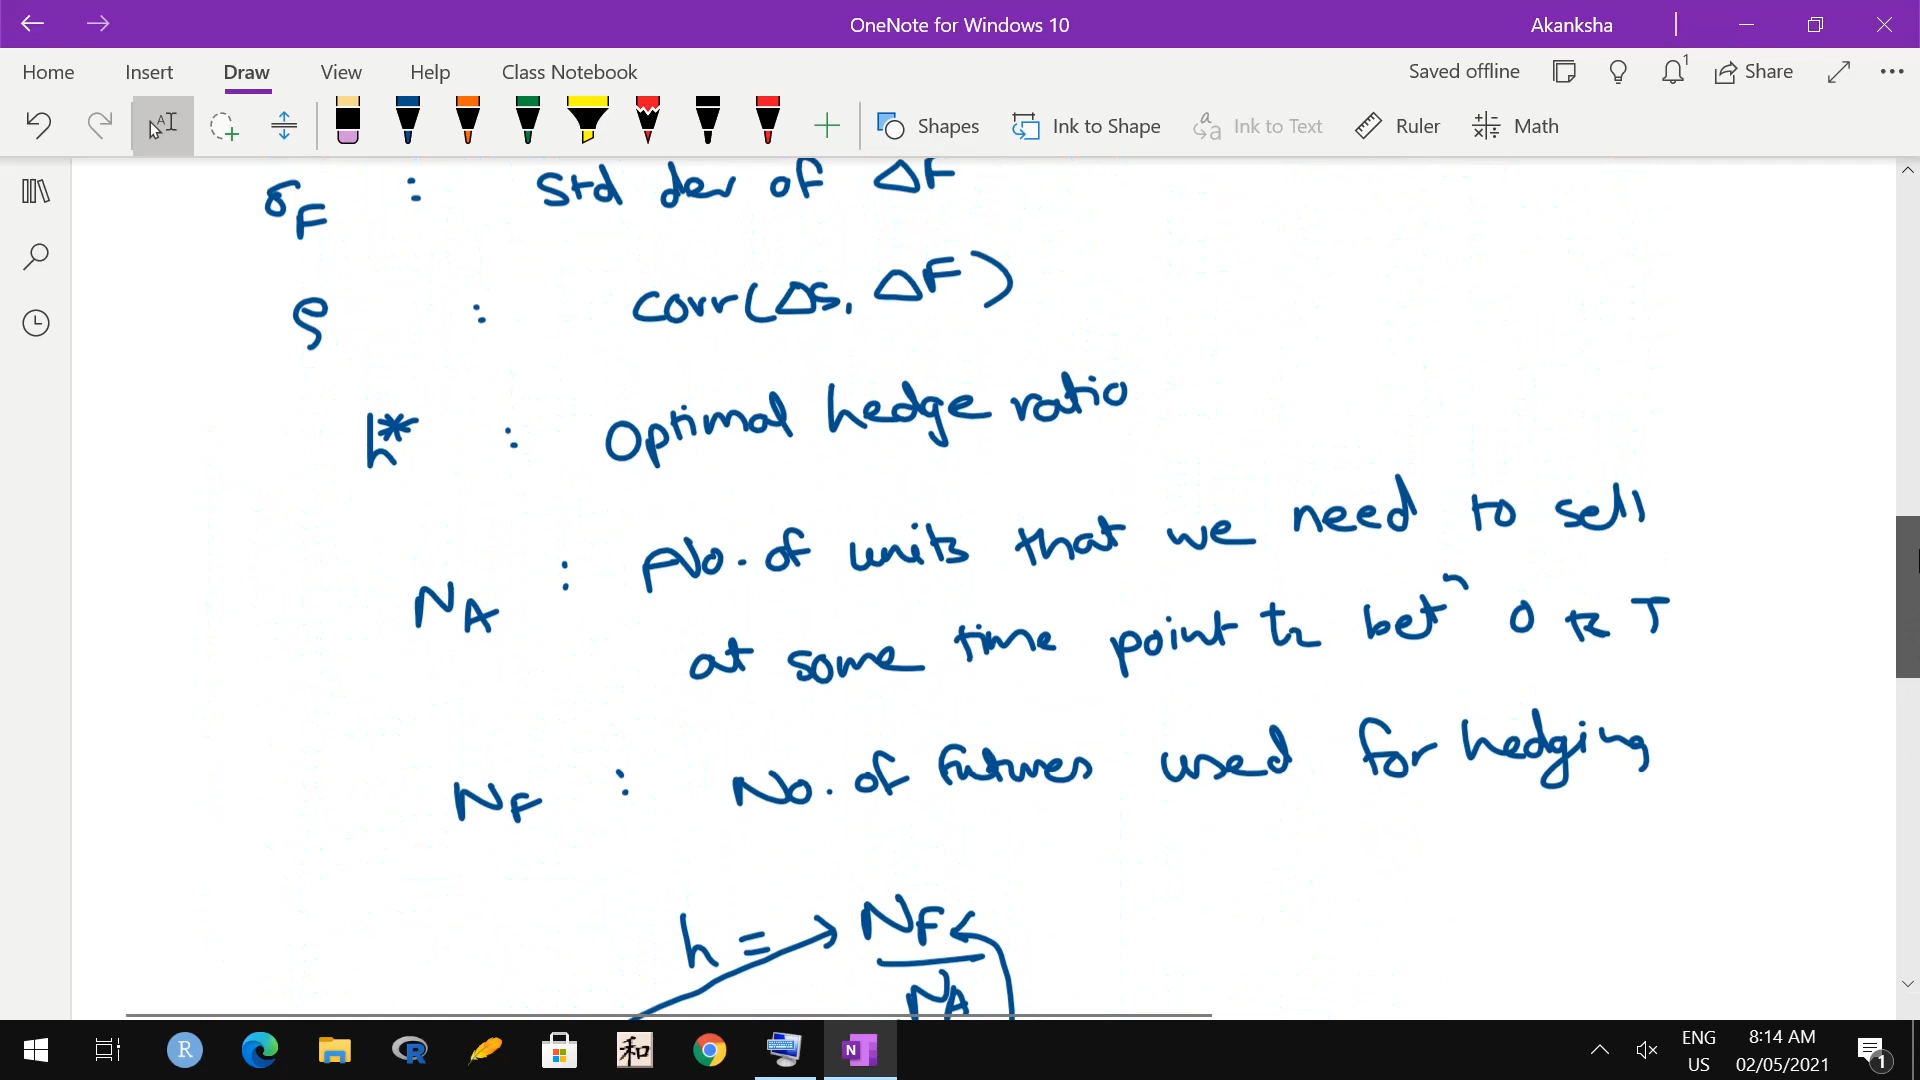 OneNote for Windows 10
Akanksha
Home Insert Draw View Help Class Notebook
Saved offline 1 Share
Shapes Ink to Shape Ink to Text Ruler Math
σF : Std dev of ΔF
ρ : corr(ΔS, ΔF)
h* : Optimal hedge ratio
NA : No. of units that we need to sell
at some time point t2 betⁿ 0 & T
NF : No. of futures used for hedging
h = NF
NA
ENG 8:14 AM
US 02/05/2021 1